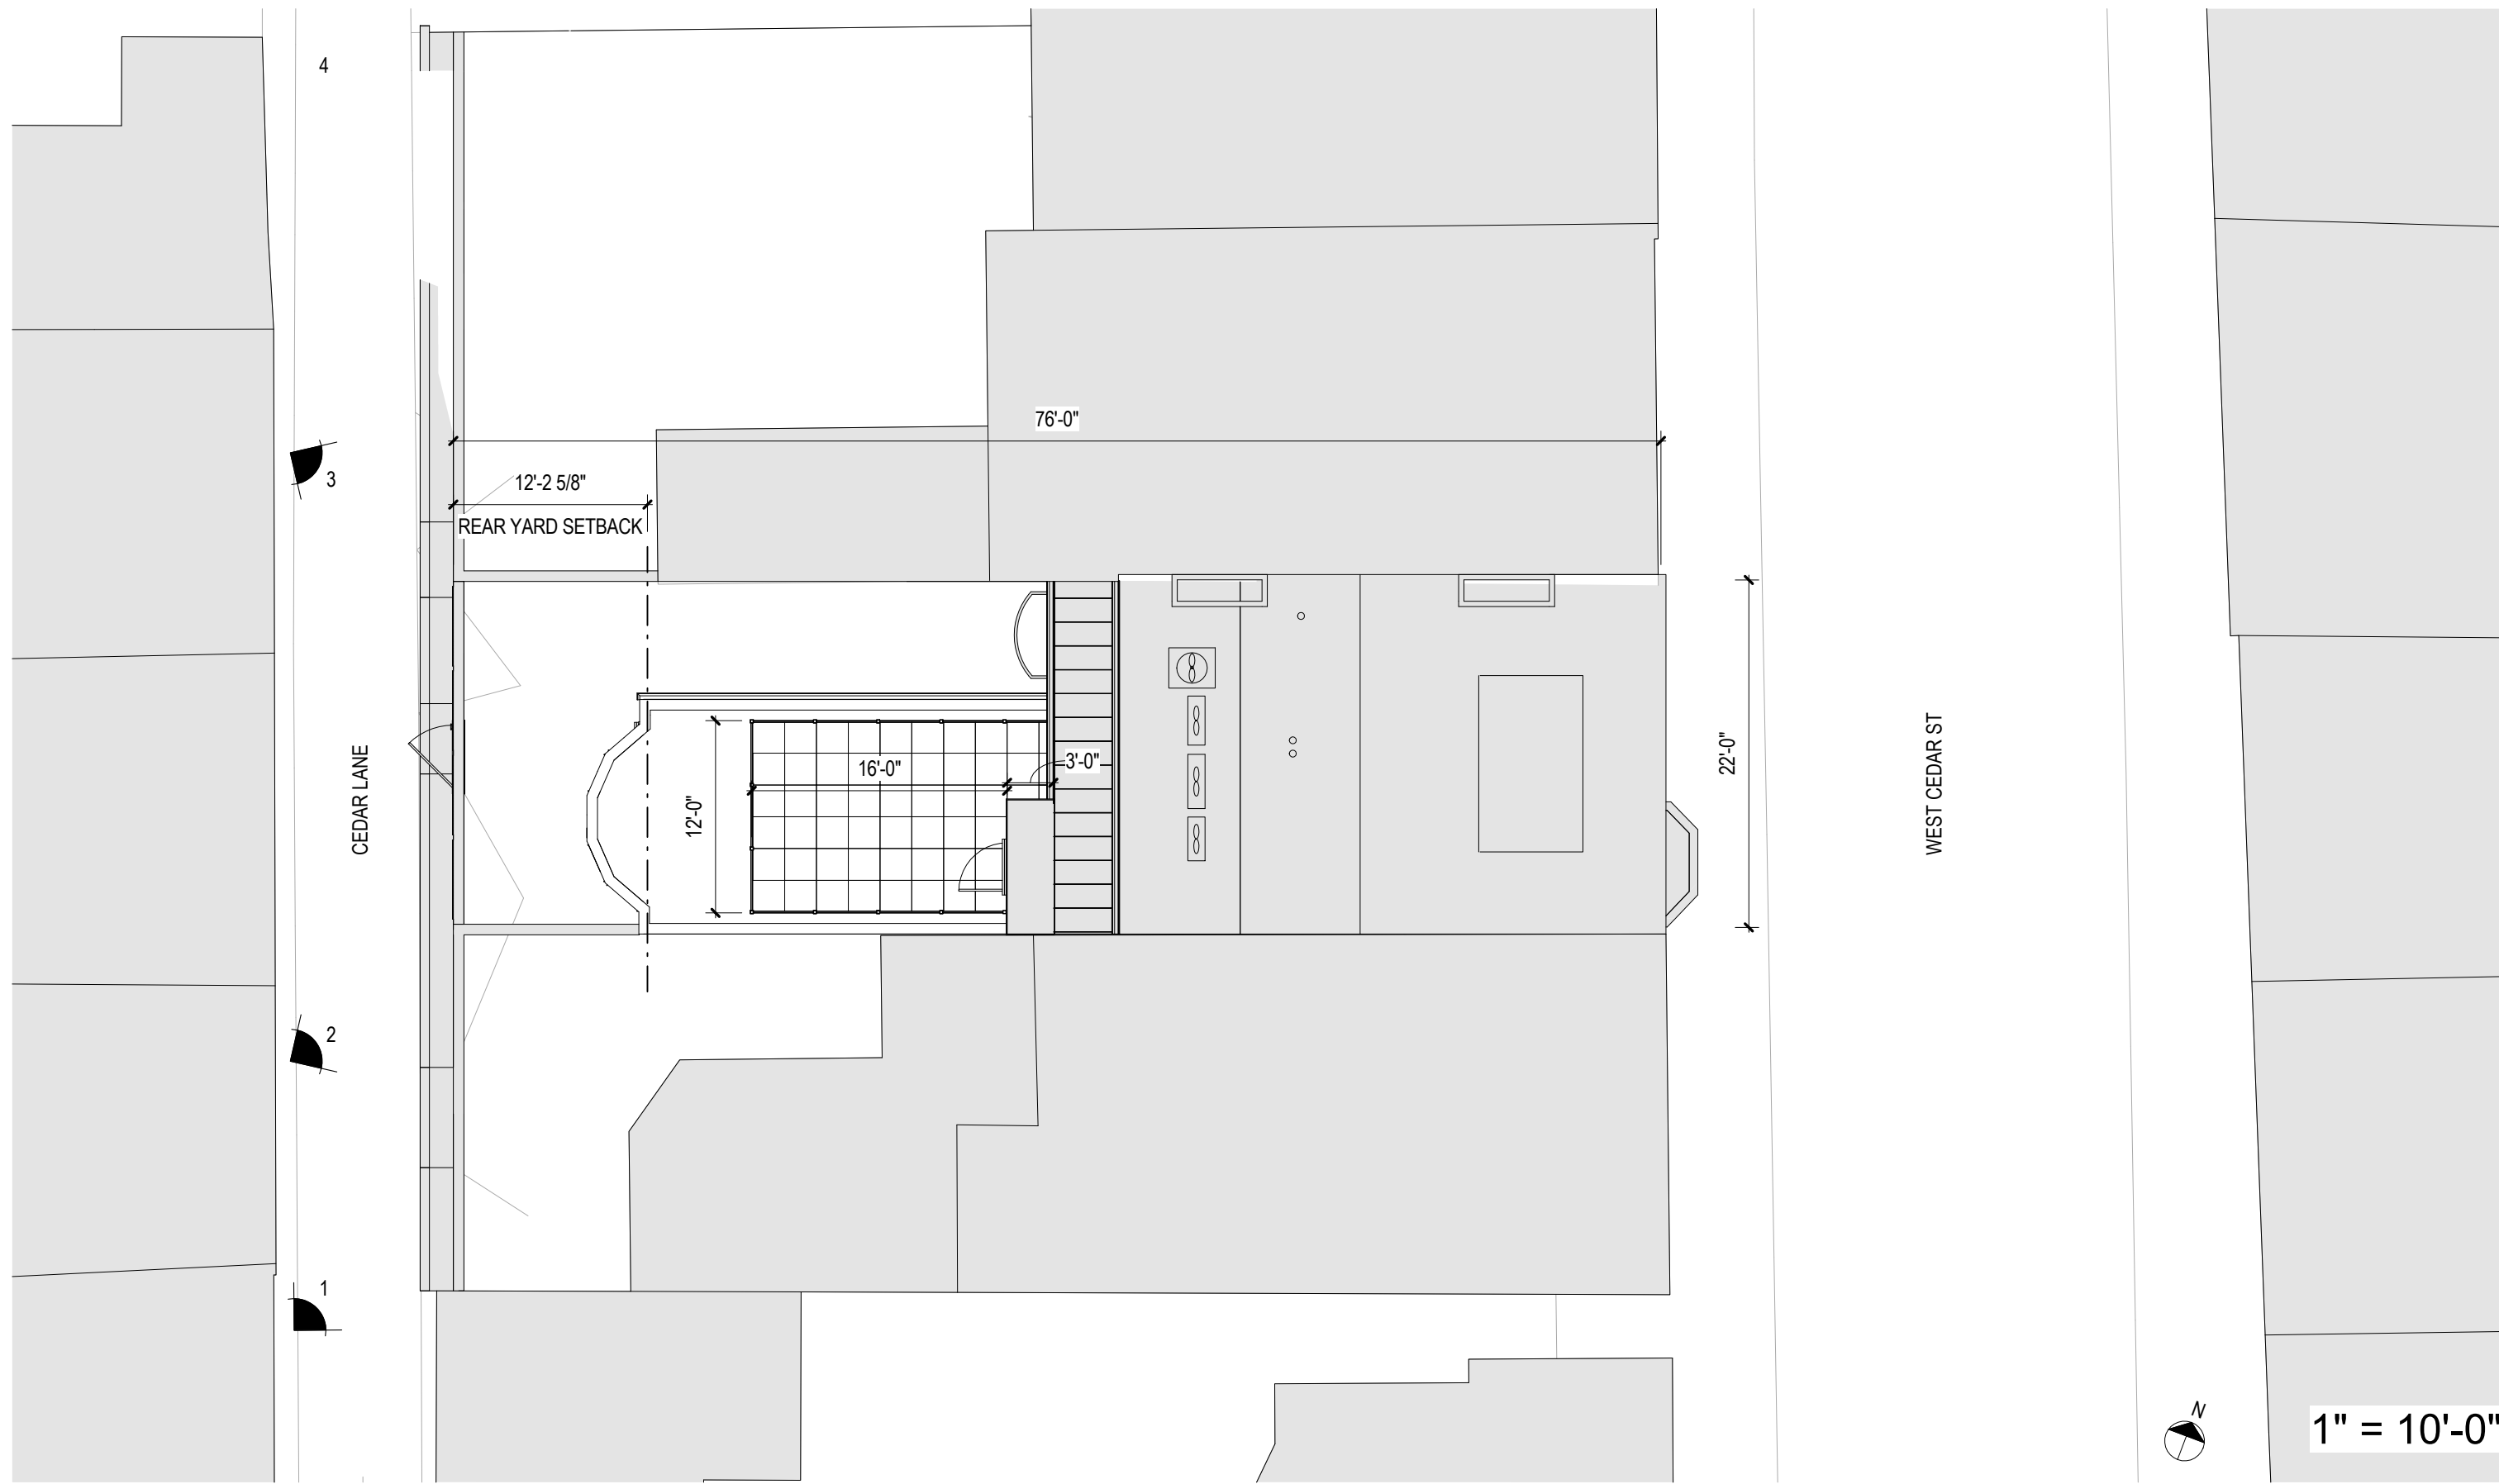 4
76'-0"
3
12'-2 5/8"
REAR YARD SETBACK
CEDAR LANE
16'-0"
3'-0"
12'-0"
22'-0"
WEST CEDAR ST
2
1
N
1" = 10'-0"